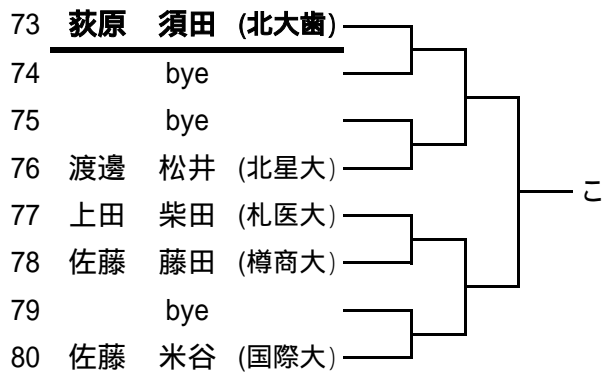 73 荻原 須田 (北大歯)
74 bye
75 bye
76 渡邊 松井 (北星大)
77 上田 柴田 (札医大)
78 佐藤 藤田 (樽商大)
79 bye
80 佐藤 米谷 (国際大)
こ